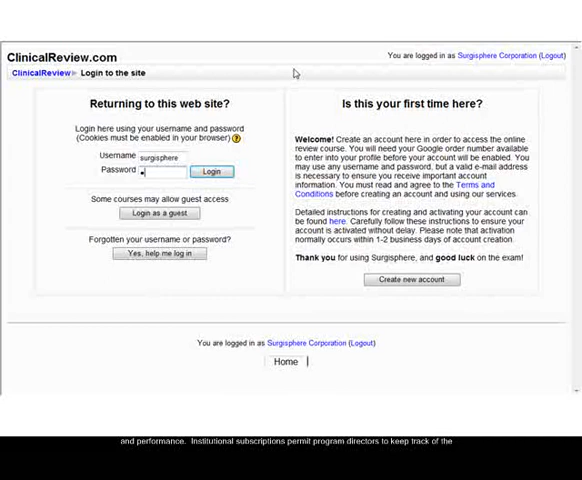 ClinicalReview.com
You are logged in as Surgisphere Corporation (Logout)
ClinicalReview ► Login to the site
Returning to this web site?
Login here using your username and password
(Cookies must be enabled in your browser) ?
Username surgisphere
Password •
Login
Some courses may allow guest access
Login as a guest
Forgotten your username or password?
Yes, help me log in
Is this your first time here?
Welcome! Create an account here in order to access the online
review course. You will need your Google order number available
to enter into your profile before your account will be enabled. You
may use any username and password, but a valid e-mail address
is necessary to ensure you receive important account
information. You must read and agree to the Terms and
Conditions before creating an account and using our services.
Detailed instructions for creating and activating your account can
be found here. Carefully follow these instructions to ensure your
account is activated without delay. Please note that activation
normally occurs within 1-2 business days of account creation.
Thank you for using Surgisphere, and good luck on the exam!
Create new account
You are logged in as Surgisphere Corporation (Logout)
Home
and performance. Institutional subscriptions permit program directors to keep track of the